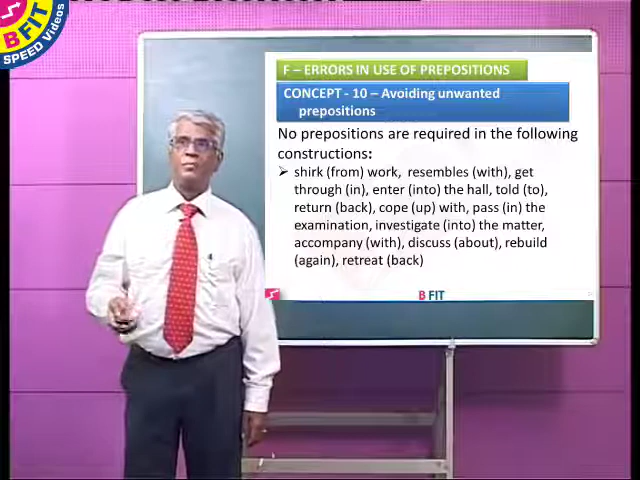 BFIT
SPEED Videos
F – ERRORS IN USE OF PREPOSITIONS
CONCEPT - 10 – Avoiding unwanted
prepositions
No prepositions are required in the following
constructions:
➢ shirk (from) work, resembles (with), get
through (in), enter (into) the hall, told (to),
return (back), cope (up) with, pass (in) the
examination, investigate (into) the matter,
accompany (with), discuss (about), rebuild
(again), retreat (back)
B FIT